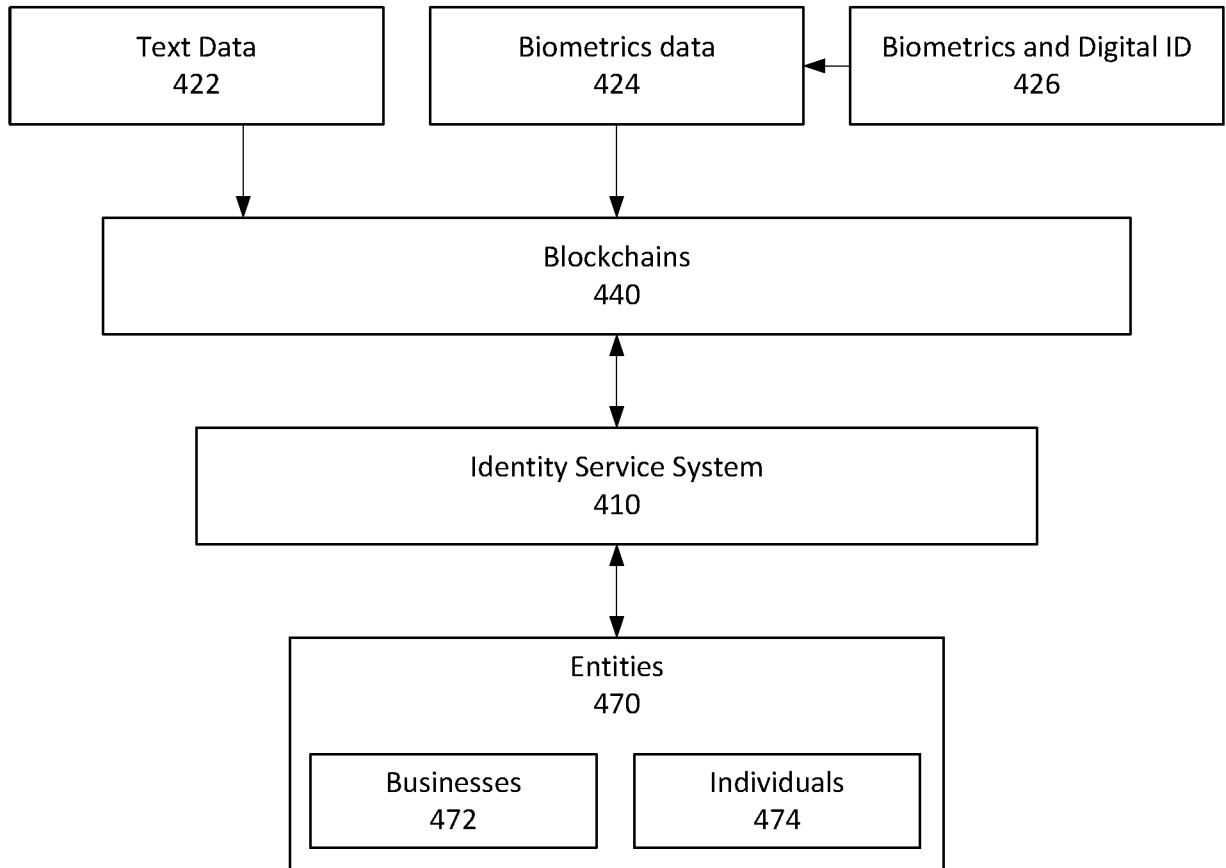 Text Data
422
Biometrics data
424
Biometrics and Digital ID
426
Blockchains
440
Identity Service System
410
Entities
470
Businesses
472
Individuals
474